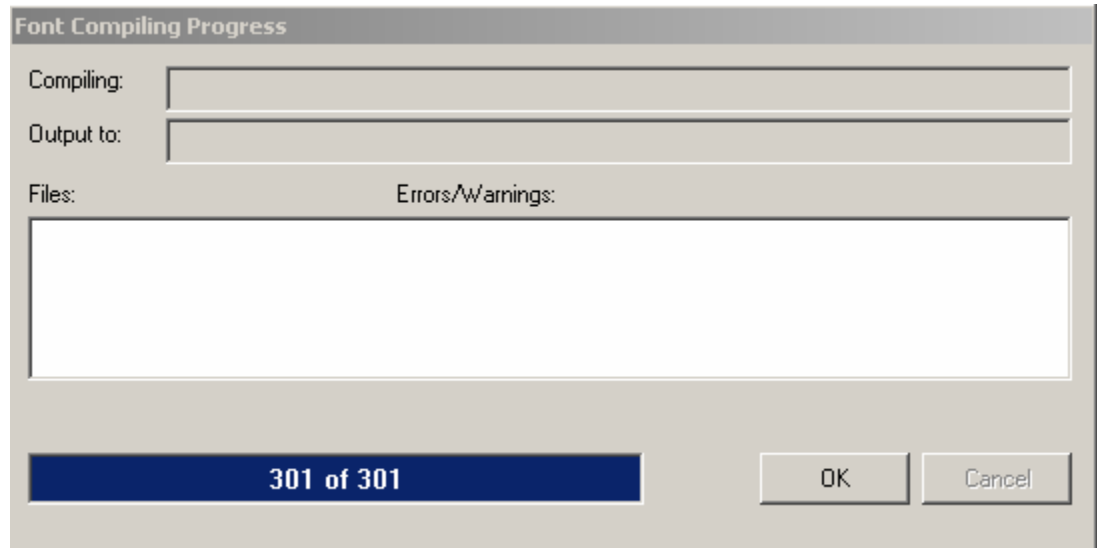 Font Compiling Progress
Compiling:
Output to:
Files: Errors/Warnings:
301 of 301 OK Cancel